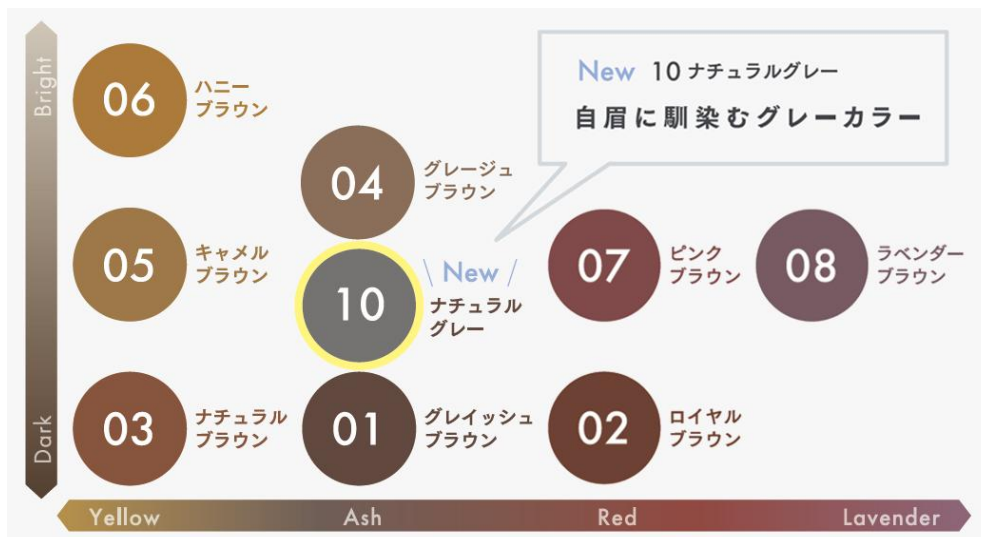 Bright
06
ハニー
ブラウン
New 10 ナチュラルグレー
自眉に馴染むグレーカラー
04
グレージュ
ブラウン
05
キャメル
ブラウン
\ New /
10
ナチュラル
グレー
07
ピンク
ブラウン
08
ラベンダー
ブラウン
Dark
03
ナチュラル
ブラウン
01
グレイッシュ
ブラウン
02
ロイヤル
ブラウン
Yellow
Ash
Red
Lavender